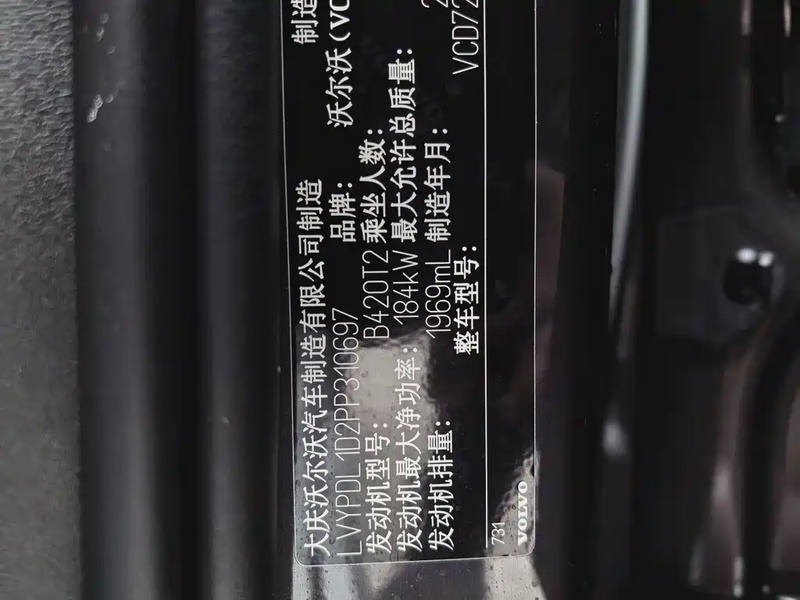 大庆沃尔沃汽车制造有限公司制造 制造
LVYPDL1D2PP310697 品牌: 沃尔沃(VO
发动机型号: B420T2 乘坐人数:
发动机最大净功率: 184kW 最大允许总质量:
发动机排量: 1969mL 制造年月: 2
整车型号: VCD72
731
VOLVO